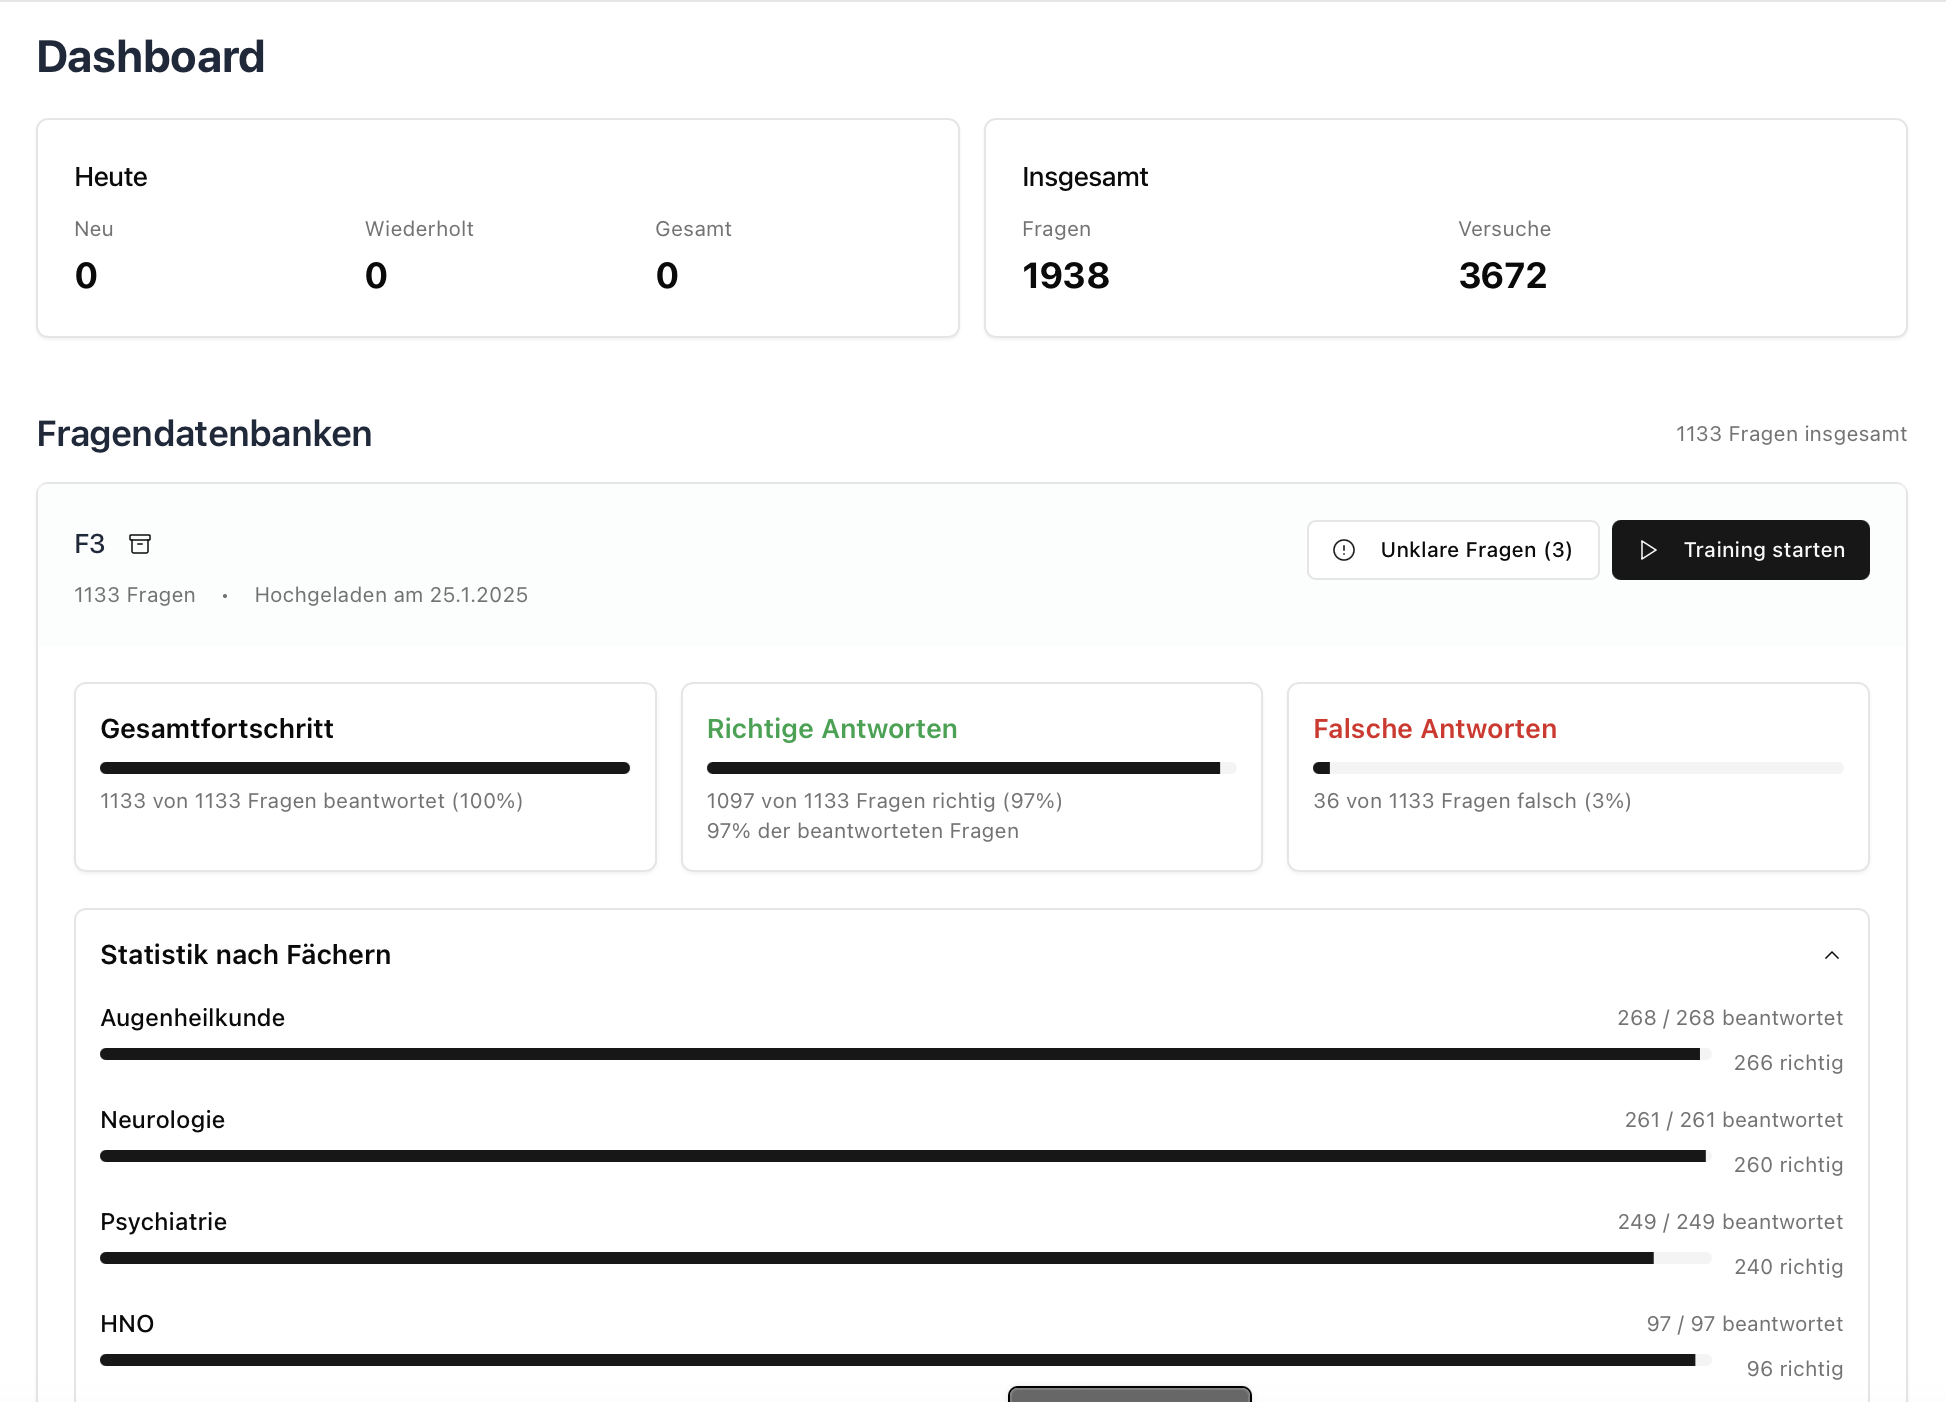 Dashboard
Heute
Neu Wiederholt Gesamt
0 0 0
Insgesamt
Fragen Versuche
1938 3672
Fragendatenbanken
1133 Fragen insgesamt
F3
1133 Fragen • Hochgeladen am 25.1.2025
Unklare Fragen (3)
Training starten
Gesamtfortschritt
1133 von 1133 Fragen beantwortet (100%)
Richtige Antworten
1097 von 1133 Fragen richtig (97%)
97% der beantworteten Fragen
Falsche Antworten
36 von 1133 Fragen falsch (3%)
Statistik nach Fächern
Augenheilkunde 268 / 268 beantwortet
266 richtig
Neurologie 261 / 261 beantwortet
260 richtig
Psychiatrie 249 / 249 beantwortet
240 richtig
HNO 97 / 97 beantwortet
96 richtig